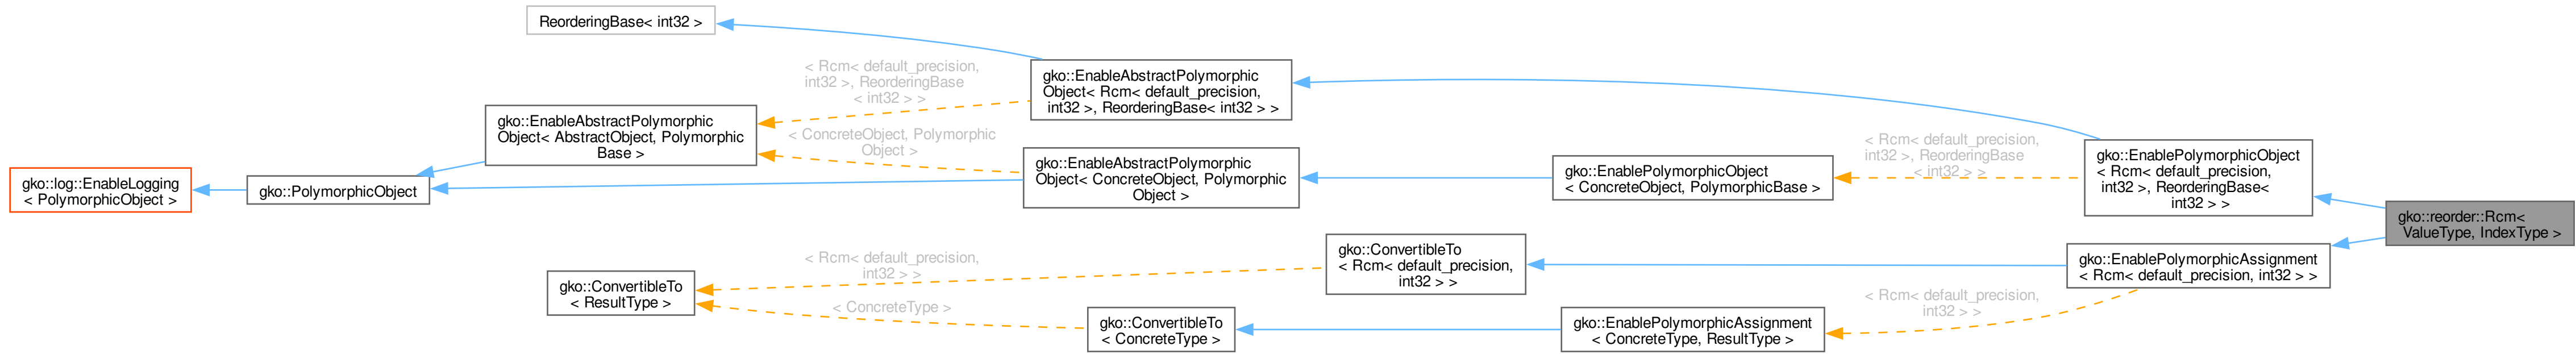 ReorderingBase< int32 >
gko::EnableAbstractPolymorphic
Object< Rcm< default_precision,
int32 >, ReorderingBase< int32 > >
< Rcm< default_precision,
int32 >, ReorderingBase
< int32 > >
gko::EnableAbstractPolymorphic
Object< AbstractObject, Polymorphic
Base >
< ConcreteObject, Polymorphic
Object >
gko::log::EnableLogging
< PolymorphicObject >
gko::PolymorphicObject
gko::EnableAbstractPolymorphic
Object< ConcreteObject, Polymorphic
Object >
gko::EnablePolymorphicObject
< ConcreteObject, PolymorphicBase >
< Rcm< default_precision,
int32 >, ReorderingBase
< int32 > >
gko::EnablePolymorphicObject
< Rcm< default_precision,
int32 >, ReorderingBase<
int32 > >
gko::reorder::Rcm<
ValueType, IndexType >
gko::ConvertibleTo
< ResultType >
< Rcm< default_precision,
int32 > >
gko::ConvertibleTo
< Rcm< default_precision,
int32 > >
gko::EnablePolymorphicAssignment
< Rcm< default_precision, int32 > >
< ConcreteType >
gko::ConvertibleTo
< ConcreteType >
gko::EnablePolymorphicAssignment
< ConcreteType, ResultType >
< Rcm< default_precision,
int32 > >